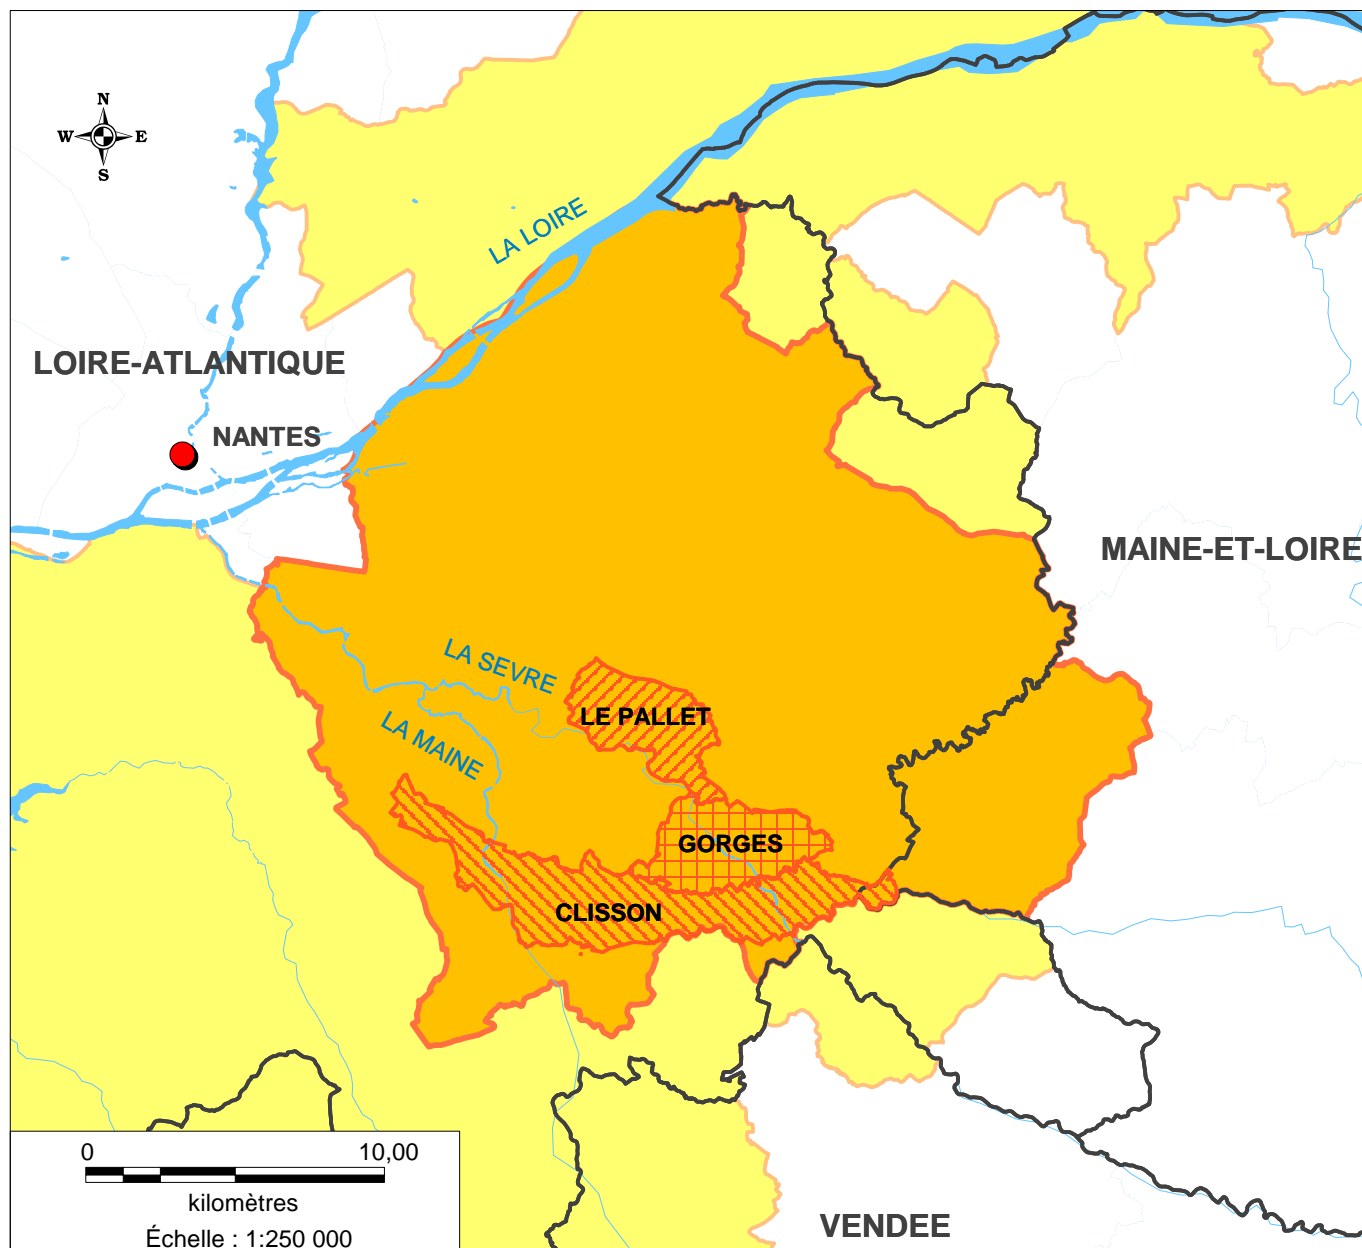 N
W E
S
LA LOIRE
LOIRE-ATLANTIQUE
NANTES
MAINE-ET-LOIRE
LA SEVRE
LE PALLET
LA MAINE
GORGES
CLISSON
0 10,00
kilomètres
Échelle : 1:250 000
VENDEE